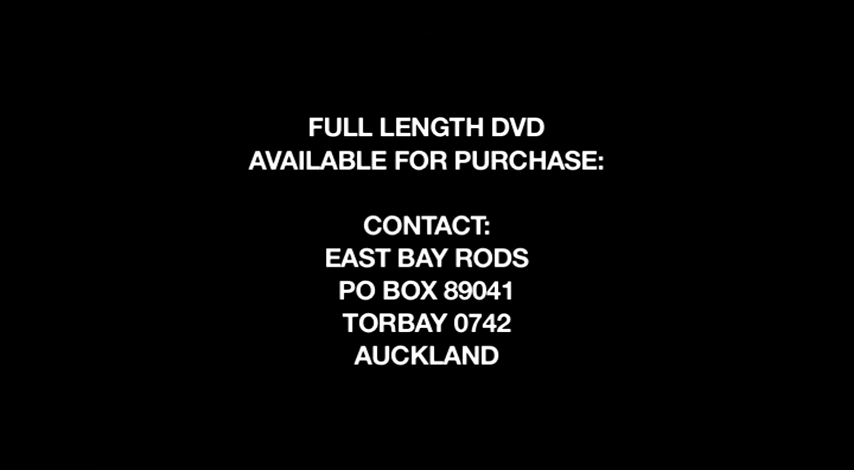 FULL LENGTH DVD
AVAILABLE FOR PURCHASE:
CONTACT:
EAST BAY RODS
PO BOX 89041
TORBAY 0742
AUCKLAND